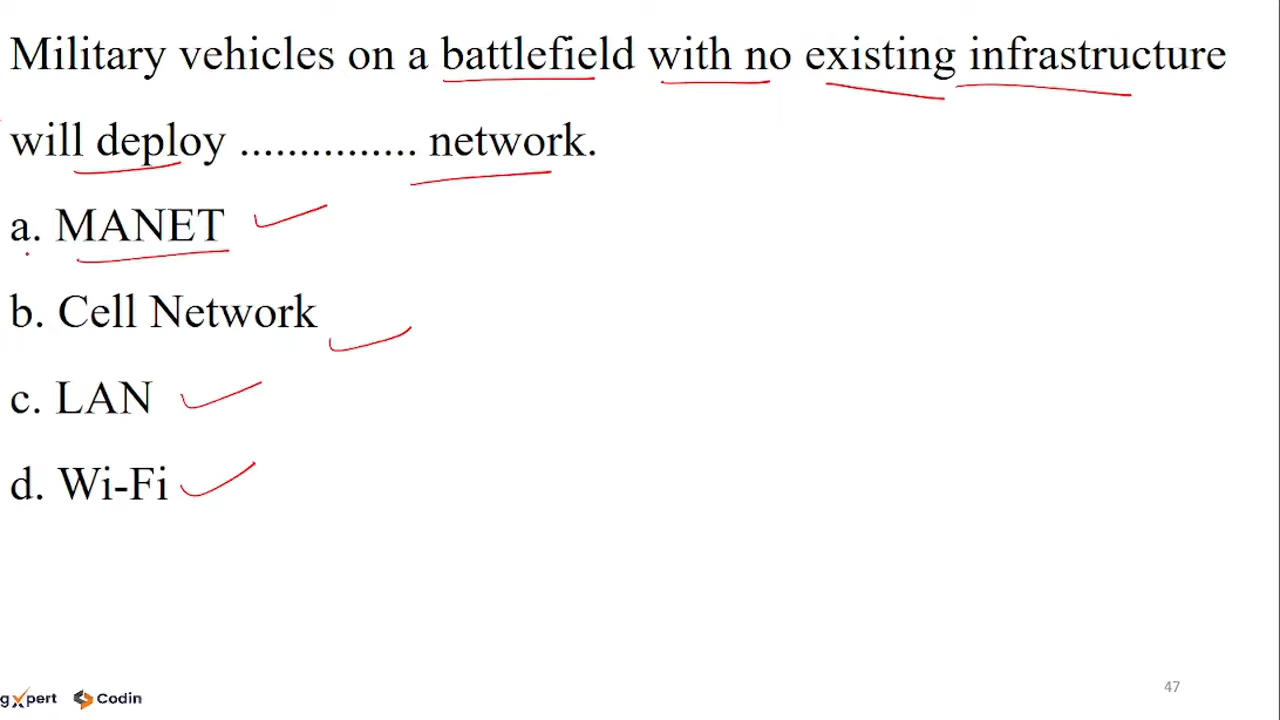 Military vehicles on a battlefield with no existing infrastructure
will deploy ............... network.
a. MANET
b. Cell Network
c. LAN
d. Wi-Fi
47
gXpert Codin